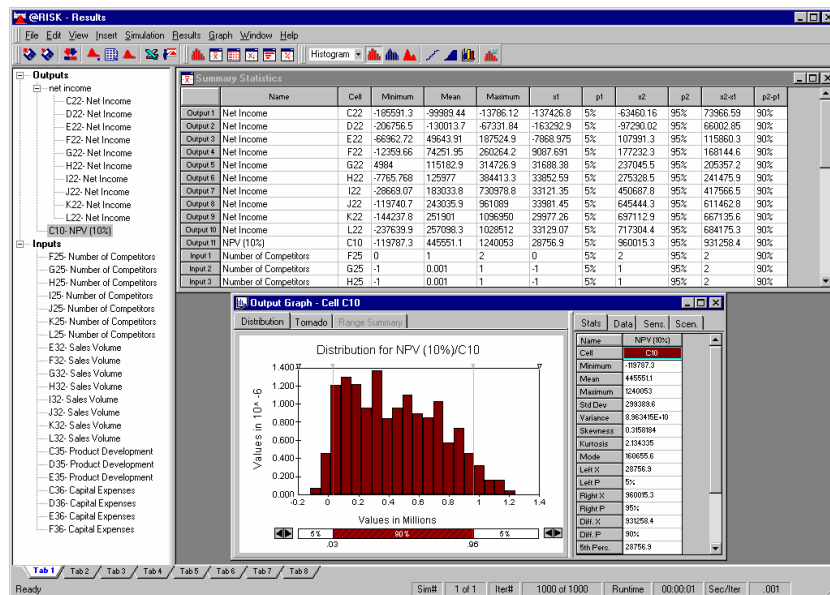 @RISK - Results
File Edit View Insert Simulation Results Graph Window Help
Histogram
Outputs
net income
C22- Net Income
D22- Net Income
E22- Net Income
F22- Net Income
G22- Net Income
H22- Net Income
I22- Net Income
J22- Net Income
K22- Net Income
L22- Net Income
C10- NPV (10%)
Inputs
F25- Number of Competitors
G25- Number of Competitors
H25- Number of Competitors
I25- Number of Competitors
J25- Number of Competitors
K25- Number of Competitors
L25- Number of Competitors
E32- Sales Volume
F32- Sales Volume
G32- Sales Volume
H32- Sales Volume
I32- Sales Volume
J32- Sales Volume
K32- Sales Volume
L32- Sales Volume
C35- Product Development
D35- Product Development
E35- Product Development
C36- Capital Expenses
D36- Capital Expenses
E36- Capital Expenses
F36- Capital Expenses
Summary Statistics
Name Cell Minimum Mean Maximum x1 p1 x2 p2 x2-x1 p2-p1
Output 1 Net Income C22 -185591.3 -99989.44 -13786.12 -137426.8 5% -63460.16 95% 73966.59 90%
Output 2 Net Income D22 -206756.5 -130013.7 -67331.84 -163292.9 5% -97290.02 95% 66002.85 90%
Output 3 Net Income E22 -66962.72 49643.91 187524.9 -7868.975 5% 107991.3 95% 115860.3 90%
Output 4 Net Income F22 -12359.66 74251.95 260264.2 9087.691 5% 177232.3 95% 168144.6 90%
Output 5 Net Income G22 4984 115182.9 314726.9 31688.38 5% 237045.5 95% 205357.2 90%
Output 6 Net Income H22 -7765.768 125977 384413.3 33852.59 5% 275328.5 95% 241475.9 90%
Output 7 Net Income I22 -28669.07 183033.8 730978.8 33121.35 5% 450687.8 95% 417566.5 90%
Output 8 Net Income J22 -119740.7 243035.9 961089 33981.45 5% 645444.3 95% 611462.8 90%
Output 9 Net Income K22 -144237.8 251901 1096950 29977.26 5% 697112.9 95% 667135.6 90%
Output 10 Net Income L22 -237639.9 257098.3 1028512 33129.07 5% 717304.4 95% 684175.3 90%
Output 11 NPV (10%) C10 -119787.3 445551.1 1240053 28756.9 5% 960015.3 95% 931258.4 90%
Input 1 Number of Competitors F25 0 1 2 0 5% 2 95% 2 90%
Input 2 Number of Competitors G25 -1 0.001 1 -1 5% 1 95% 2 90%
Input 3 Number of Competitors H25 -1 0.001 1 -1 5% 1 95% 2 90%
Output Graph - Cell C10
Distribution Tornado Range Summary
Distribution for NPV (10%)/C10
Values in 10^ -6
1.400
1.200
1.000
0.800
0.600
0.400
0.200
0.000
-0.2 0 0.2 0.4 0.6 0.8 1 1.2 1.4
Values in Millions
5% 90% 5%
.03 .96
Stats Data Sens. Scen.
Name NPV (10%)
Cell C10
Minimum -119787.3
Mean 445551.1
Maximum 1240053
Std Dev 299389.6
Variance 8.963415E+10
Skewness 0.3158184
Kurtosis 2.134335
Mode 160655.6
Left X 28756.9
Left P 5%
Right X 960015.3
Right P 95%
Diff. X 931258.4
Diff. P 90%
5th Perc. 28756.9
Tab 1 Tab 2 Tab 3 Tab 4 Tab 5 Tab 6 Tab 7 Tab 8
Ready Sim# 1 of 1 Iter# 1000 of 1000 Runtime 00:00:01 Sec/Iter .001